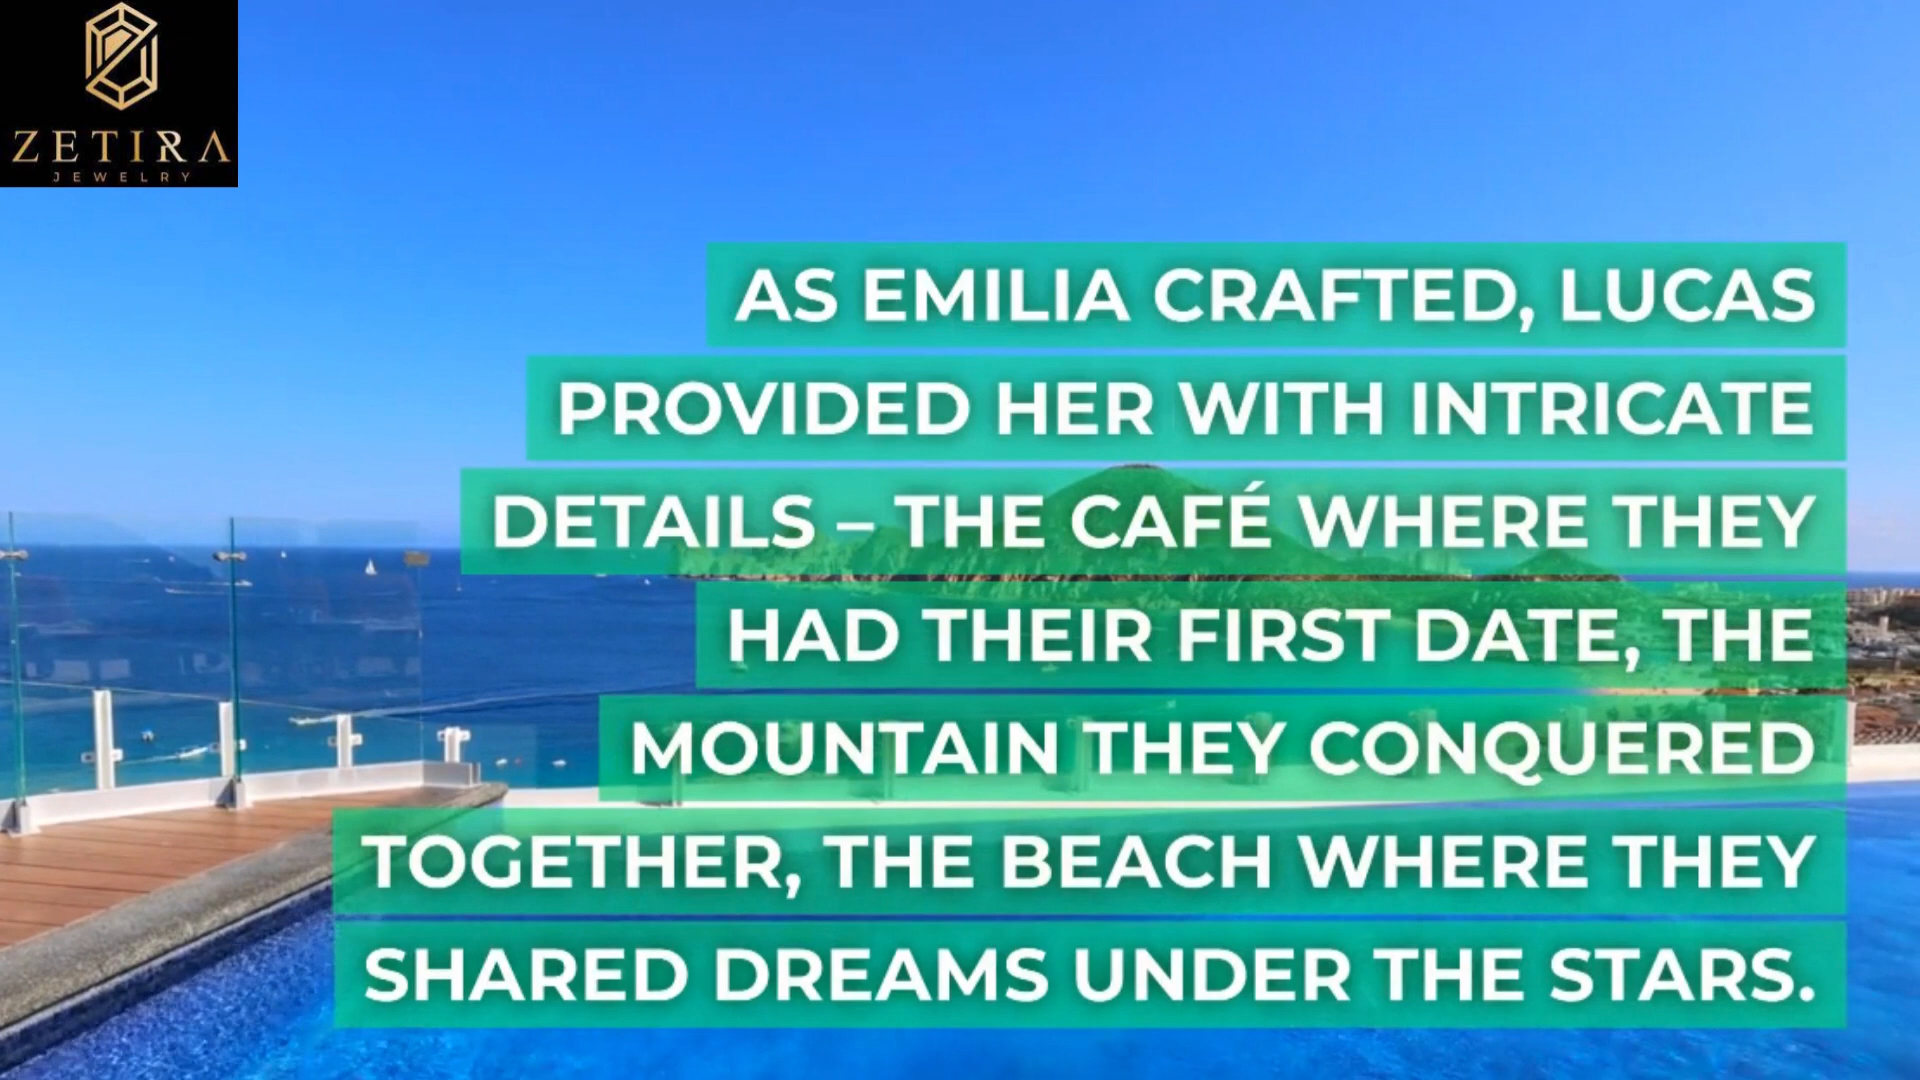 ZETIRA
JEWELRY
AS EMILIA CRAFTED, LUCAS
PROVIDED HER WITH INTRICATE
DETAILS – THE CAFÉ WHERE THEY
HAD THEIR FIRST DATE, THE
MOUNTAIN THEY CONQUERED
TOGETHER, THE BEACH WHERE THEY
SHARED DREAMS UNDER THE STARS.